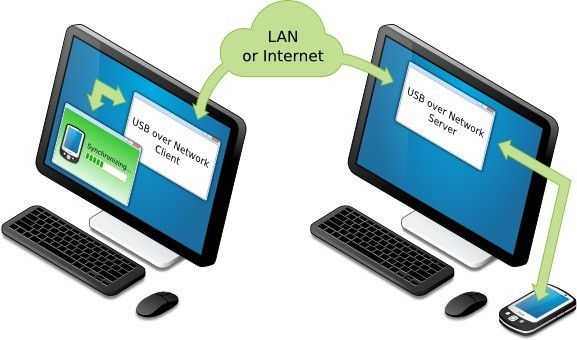 LAN
or Internet
USB over Network
Client
Synchronizing...
USB over Network
Server